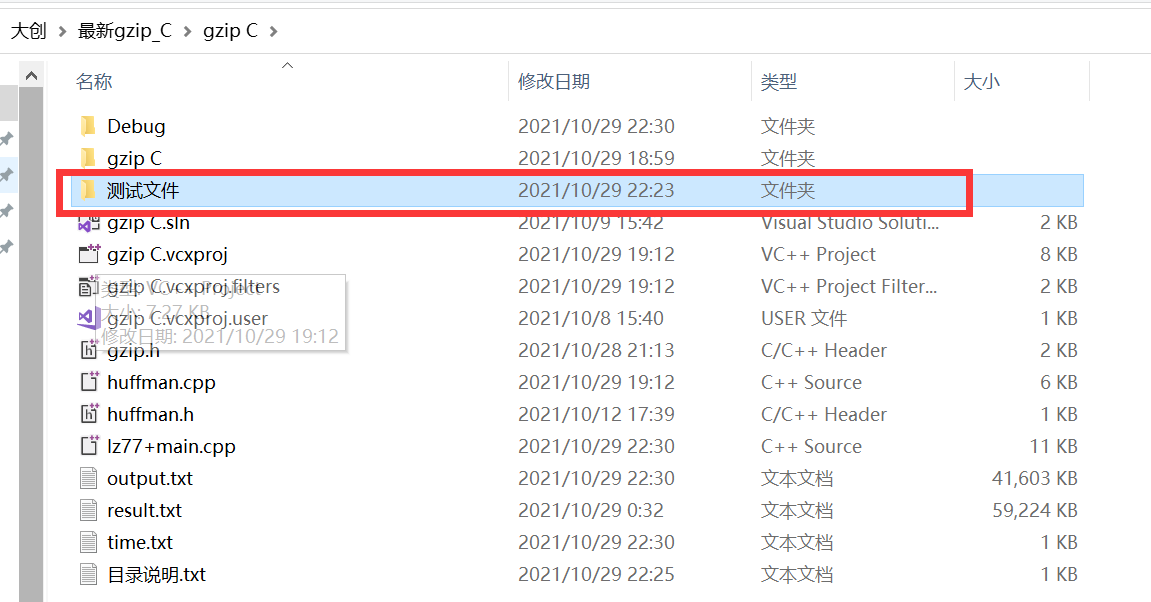 大创 > 最新gzip_C > gzip C >
名称 修改日期 类型 大小
Debug 2021/10/29 22:30 文件夹
gzip C 2021/10/29 18:59 文件夹
测试文件 2021/10/29 22:23 文件夹
gzip C.sln 2021/10/9 15:42 Visual Studio Soluti... 2 KB
gzip C.vcxproj 2021/10/29 19:12 VC++ Project 8 KB
gzip C.vcxproj.filters 2021/10/29 19:12 VC++ Project Filter... 2 KB
类型: VC++ Project
大小: 7.27 KB
gzip C.vcxproj.user 2021/10/8 15:40 USER 文件 1 KB
修改日期: 2021/10/29 19:12
gzip.h 2021/10/28 21:13 C/C++ Header 2 KB
huffman.cpp 2021/10/29 19:12 C++ Source 6 KB
huffman.h 2021/10/12 17:39 C/C++ Header 1 KB
lz77+main.cpp 2021/10/29 22:30 C++ Source 11 KB
output.txt 2021/10/29 22:30 文本文档 41,603 KB
result.txt 2021/10/29 0:32 文本文档 59,224 KB
time.txt 2021/10/29 22:30 文本文档 1 KB
目录说明.txt 2021/10/29 22:25 文本文档 1 KB